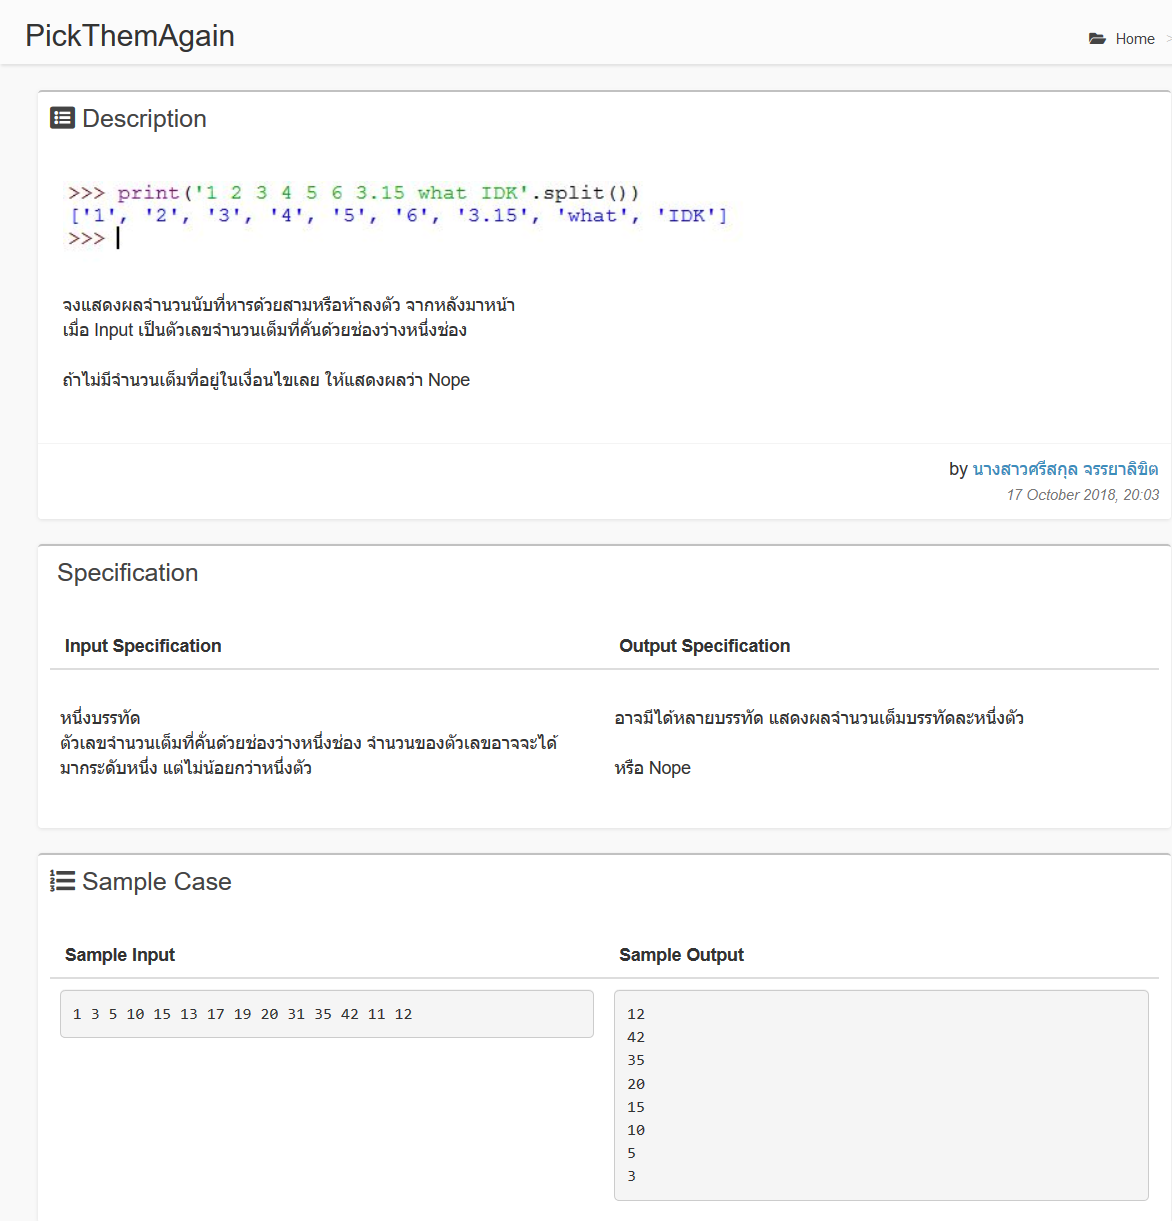 PickThemAgain
Home >
Description
>>> print('1 2 3 4 5 6 3.15 what IDK'.split())
['1', '2', '3', '4', '5', '6', '3.15', 'what', 'IDK']
>>>
จงแสดงผลจำนวนนับที่หารด้วยสามหรือห้าลงตัว จากหลังมาหน้า
เมื่อ Input เป็นตัวเลขจำนวนเต็มที่คั่นด้วยช่องว่างหนึ่งช่อง
ถ้าไม่มีจำนวนเต็มที่อยู่ในเงื่อนไขเลย ให้แสดงผลว่า Nope
by นางสาวศรีสกุล จรรยาลิขิต
17 October 2018, 20:03
Specification
Input Specification
Output Specification
หนึ่งบรรทัด
ตัวเลขจำนวนเต็มที่คั่นด้วยช่องว่างหนึ่งช่อง จำนวนของตัวเลขอาจจะได้
มากระดับหนึ่ง แต่ไม่น้อยกว่าหนึ่งตัว
อาจมีได้หลายบรรทัด แสดงผลจำนวนเต็มบรรทัดละหนึ่งตัว
หรือ Nope
Sample Case
Sample Input
Sample Output
1 3 5 10 15 13 17 19 20 31 35 42 11 12
12
42
35
20
15
10
5
3